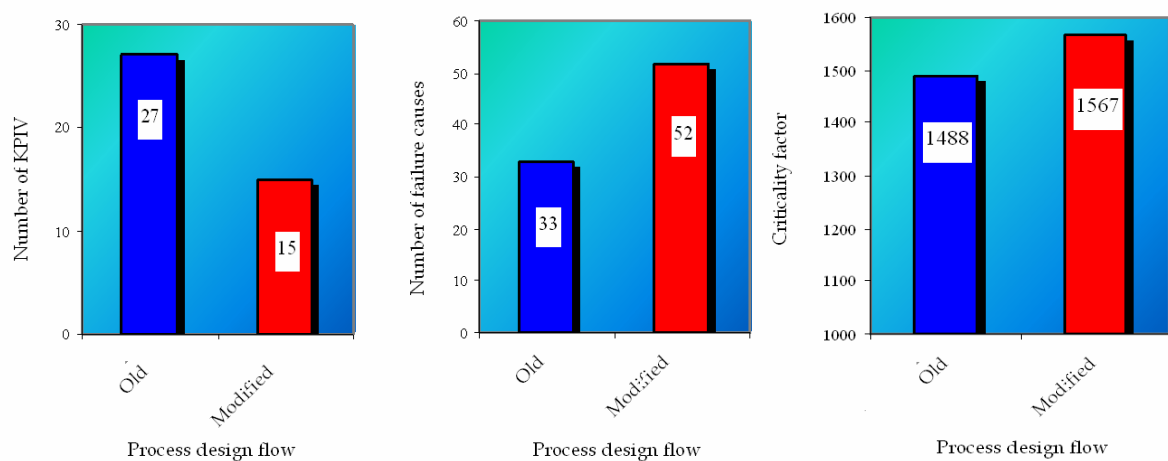 Number of KPIV
30
20
10
0
27
15
Old
Modified
Process design flow
Number of failure causes
60
50
40
30
20
10
0
33
52
Old
Modified
Process design flow
Criticality factor
1600
1500
1400
1300
1200
1100
1000
1488
1567
Old
Modified
Process design flow